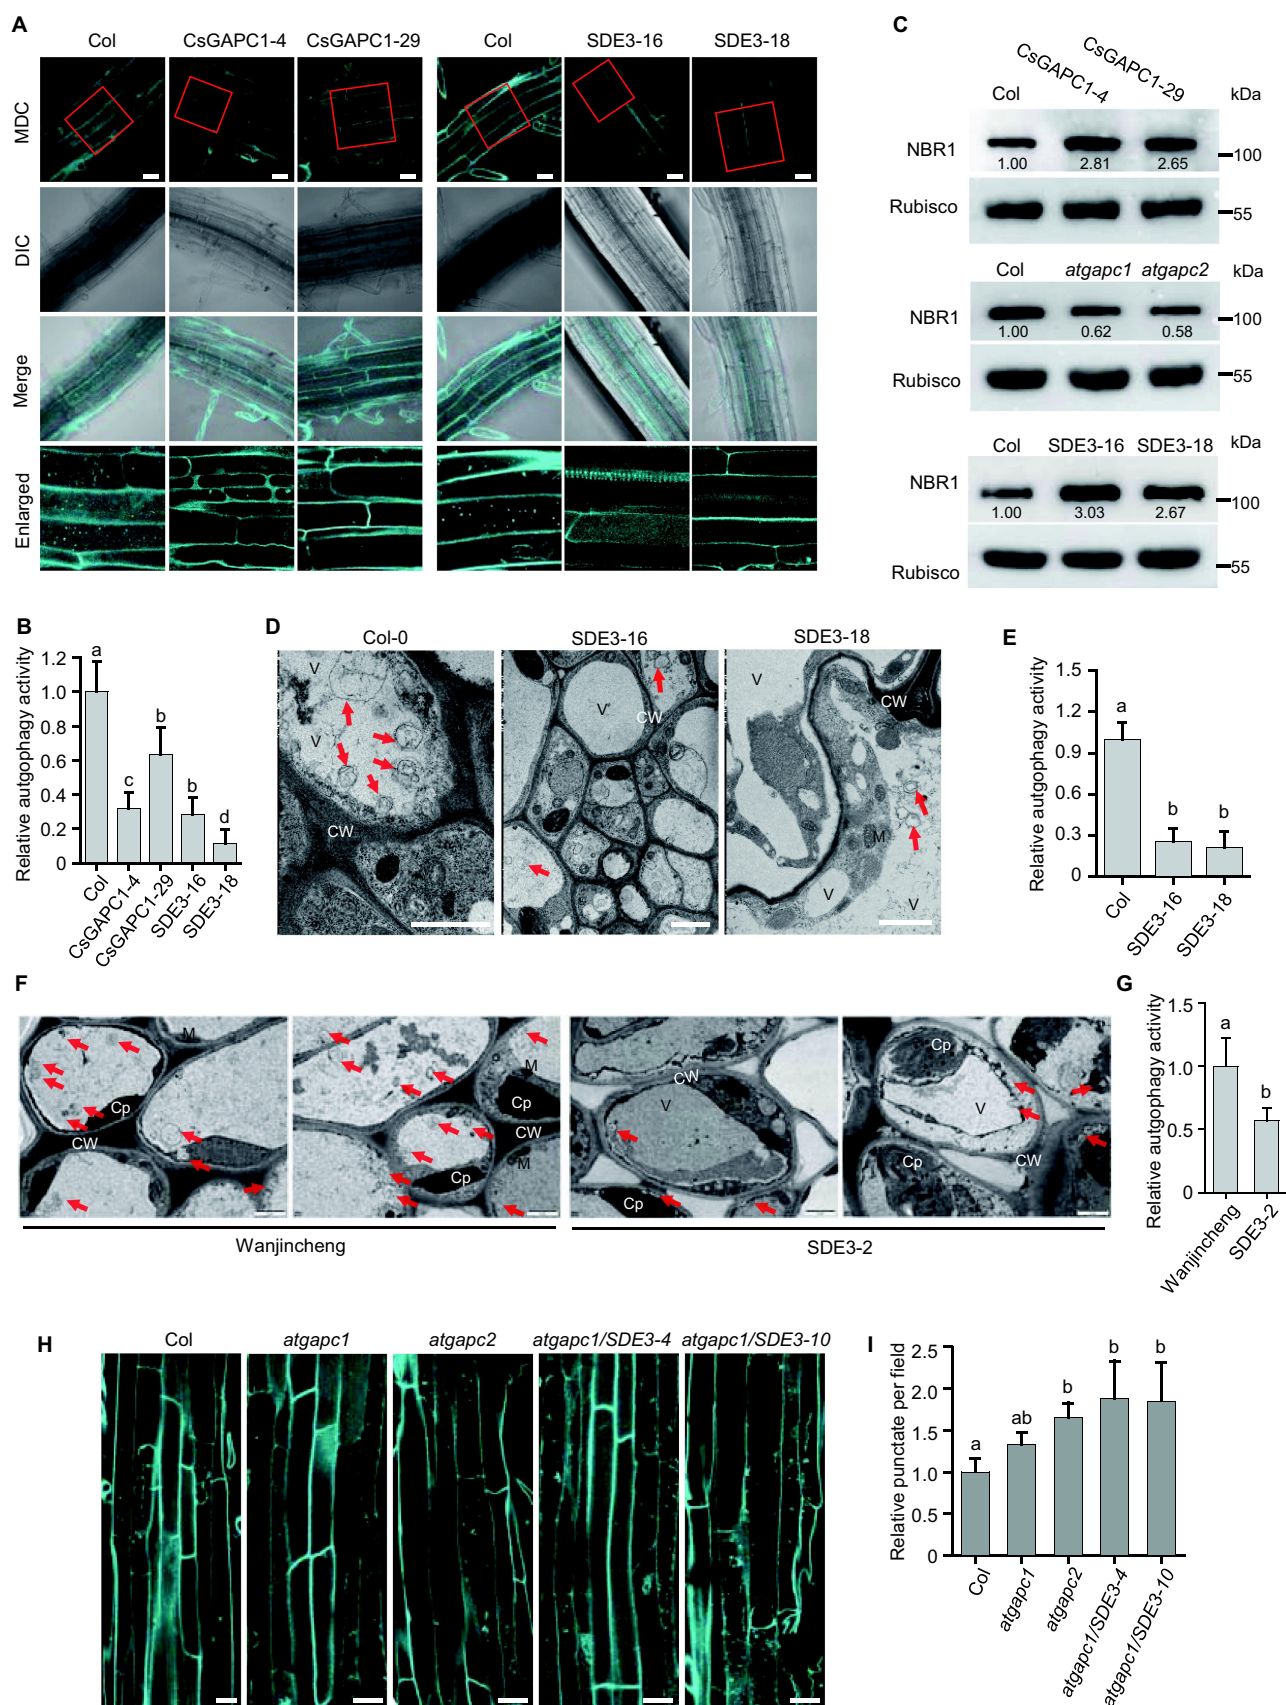 A
Col
CsGAPC1-4
CsGAPC1-29
Col
SDE3-16
SDE3-18
MDC
DIC
Merge
Enlarged
C
Col
CsGAPC1-4
CsGAPC1-29
kDa
NBR1
1.00
2.81
2.65
100
Rubisco
55
Col
atgapc1
atgapc2
kDa
NBR1
1.00
0.62
0.58
100
Rubisco
55
Col
SDE3-16
SDE3-18
kDa
NBR1
1.00
3.03
2.67
100
Rubisco
55
B
Relative autgophagy activity
1.2
1.0
0.8
0.6
0.4
0.2
0
a
c
b
b
d
Col
CsGAPC1-4
CsGAPC1-29
SDE3-16
SDE3-18
D
Col-0
SDE3-16
SDE3-18
V
V
CW
V
CW
V
CW
M
V
V
E
Relative autgophagy activity
1.5
1.2
0.9
0.6
0.3
0
a
b
b
Col
SDE3-16
SDE3-18
F
M
Cp
CW
M
Cp
CW
M
Cp
CW
V
Cp
Cp
V
CW
Cp
Wanjincheng
SDE3-2
G
Relative autgophagy activity
1.5
1.0
0.5
0
a
b
Wanjincheng
SDE3-2
H
Col
atgapc1
atgapc2
atgapc1/SDE3-4
atgapc1/SDE3-10
I
Relative punctate per field
2.5
2.0
1.5
1.0
0.5
0
a
ab
b
b
b
Col
atgapc1
atgapc2
atgapc1/SDE3-4
atgapc1/SDE3-10